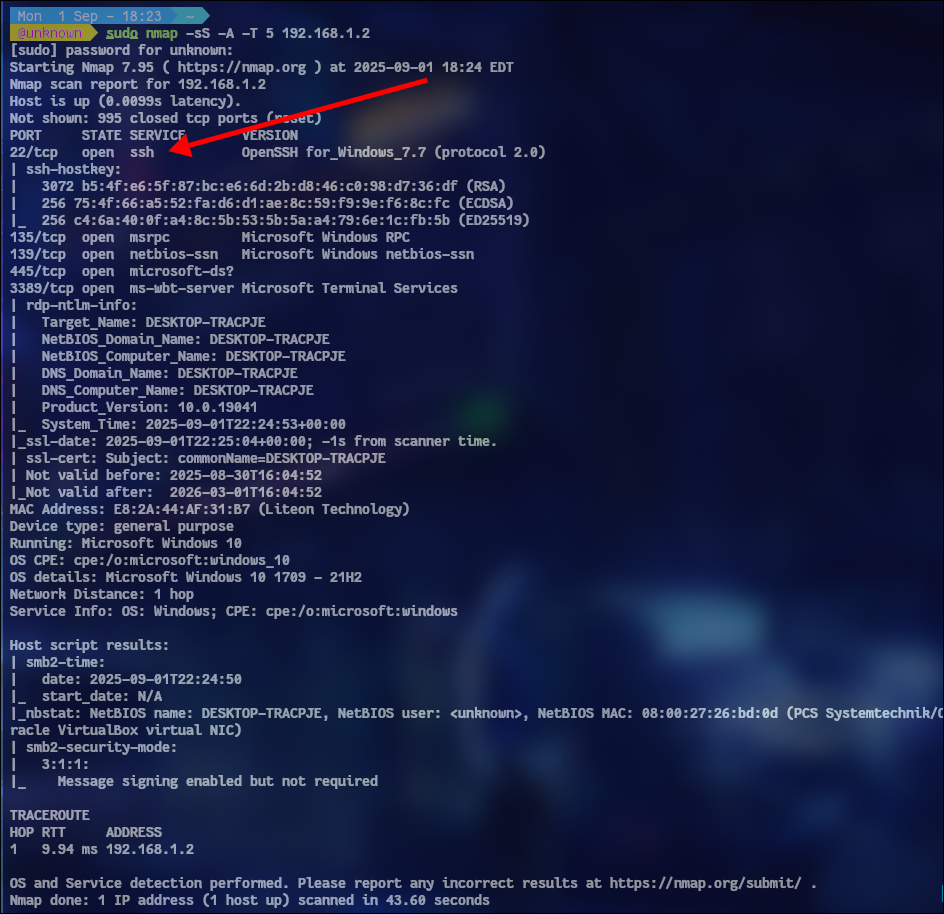 Mon 1 Sep - 18:23 ~
@unknown sudo nmap -sS -A -T 5 192.168.1.2
[sudo] password for unknown:
Starting Nmap 7.95 ( https://nmap.org ) at 2025-09-01 18:24 EDT
Nmap scan report for 192.168.1.2
Host is up (0.0099s latency).
Not shown: 995 closed tcp ports (reset)
PORT     STATE SERVICE       VERSION
22/tcp   open  ssh           OpenSSH for_Windows_7.7 (protocol 2.0)
| ssh-hostkey:
|   3072 b5:4f:e6:5f:87:bc:e6:6d:2b:d8:46:c0:98:d7:36:df (RSA)
|   256 75:4f:66:a5:52:fa:d6:d1:ae:8c:59:f9:9e:f6:8c:fc (ECDSA)
|_  256 c4:6a:40:0f:a4:8c:5b:53:5b:5a:a4:79:6e:1c:fb:5b (ED25519)
135/tcp  open  msrpc         Microsoft Windows RPC
139/tcp  open  netbios-ssn   Microsoft Windows netbios-ssn
445/tcp  open  microsoft-ds?
3389/tcp open  ms-wbt-server Microsoft Terminal Services
| rdp-ntlm-info:
|   Target_Name: DESKTOP-TRACPJE
|   NetBIOS_Domain_Name: DESKTOP-TRACPJE
|   NetBIOS_Computer_Name: DESKTOP-TRACPJE
|   DNS_Domain_Name: DESKTOP-TRACPJE
|   DNS_Computer_Name: DESKTOP-TRACPJE
|   Product_Version: 10.0.19041
|_  System_Time: 2025-09-01T22:24:53+00:00
|_ssl-date: 2025-09-01T22:25:04+00:00; -1s from scanner time.
| ssl-cert: Subject: commonName=DESKTOP-TRACPJE
| Not valid before: 2025-08-30T16:04:52
|_Not valid after:  2026-03-01T16:04:52
MAC Address: E8:2A:44:AF:31:B7 (Liteon Technology)
Device type: general purpose
Running: Microsoft Windows 10
OS CPE: cpe:/o:microsoft:windows_10
OS details: Microsoft Windows 10 1709 - 21H2
Network Distance: 1 hop
Service Info: OS: Windows; CPE: cpe:/o:microsoft:windows
Host script results:
| smb2-time:
|   date: 2025-09-01T22:24:50
|_  start_date: N/A
|_nbstat: NetBIOS name: DESKTOP-TRACPJE, NetBIOS user: <unknown>, NetBIOS MAC: 08:00:27:26:bd:0d (PCS Systemtechnik/O
racle VirtualBox virtual NIC)
| smb2-security-mode:
|   3:1:1:
|_    Message signing enabled but not required
TRACEROUTE
HOP RTT     ADDRESS
1   9.94 ms 192.168.1.2
OS and Service detection performed. Please report any incorrect results at https://nmap.org/submit/ .
Nmap done: 1 IP address (1 host up) scanned in 43.60 seconds